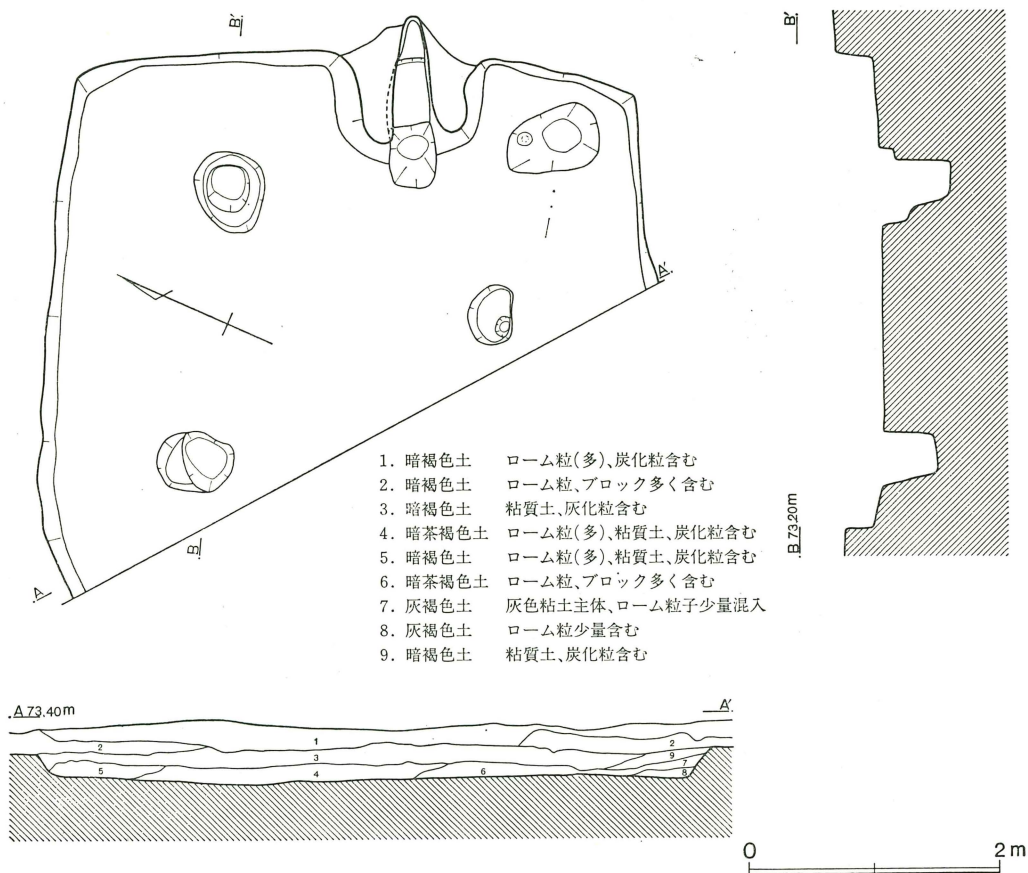 B′
B′
A′
1. 暗褐色土 ローム粒(多)、炭化粒含む
2. 暗褐色土 ローム粒、ブロック多く含む
3. 暗褐色土 粘質土、灰化粒含む
4. 暗茶褐色土 ローム粒(多)、粘質土、炭化粒含む
5. 暗褐色土 ローム粒(多)、粘質土、炭化粒含む
6. 暗茶褐色土 ローム粒、ブロック多く含む
7. 灰褐色土 灰色粘土主体、ローム粒子少量混入
8. 灰褐色土 ローム粒少量含む
9. 暗褐色土 粘質土、炭化粒含む
B
B 73.20m
A
A 73.40m
A′
1
2
2
3
9
7
5
4
6
8
0 2m